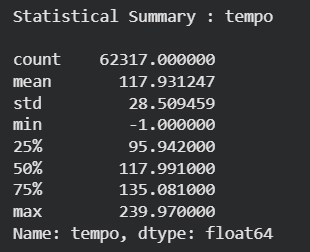 Statistical Summary : tempo
count    62317.000000
mean       117.931247
std         28.509459
min         -1.000000
25%         95.942000
50%        117.991000
75%        135.081000
max        239.970000
Name: tempo, dtype: float64